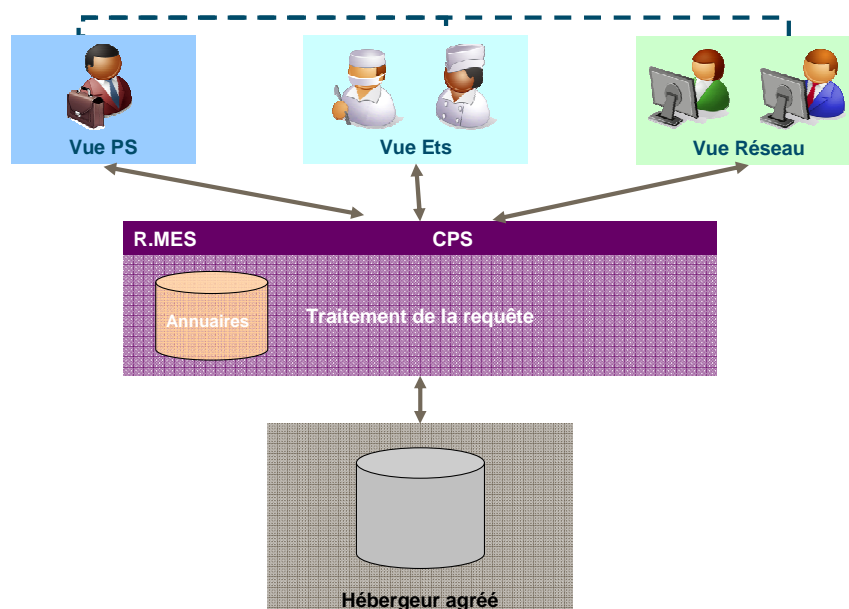 Vue PS
Vue Ets
Vue Réseau
R.MES
CPS
Annuaires
Traitement de la requête
Hébergeur agréé